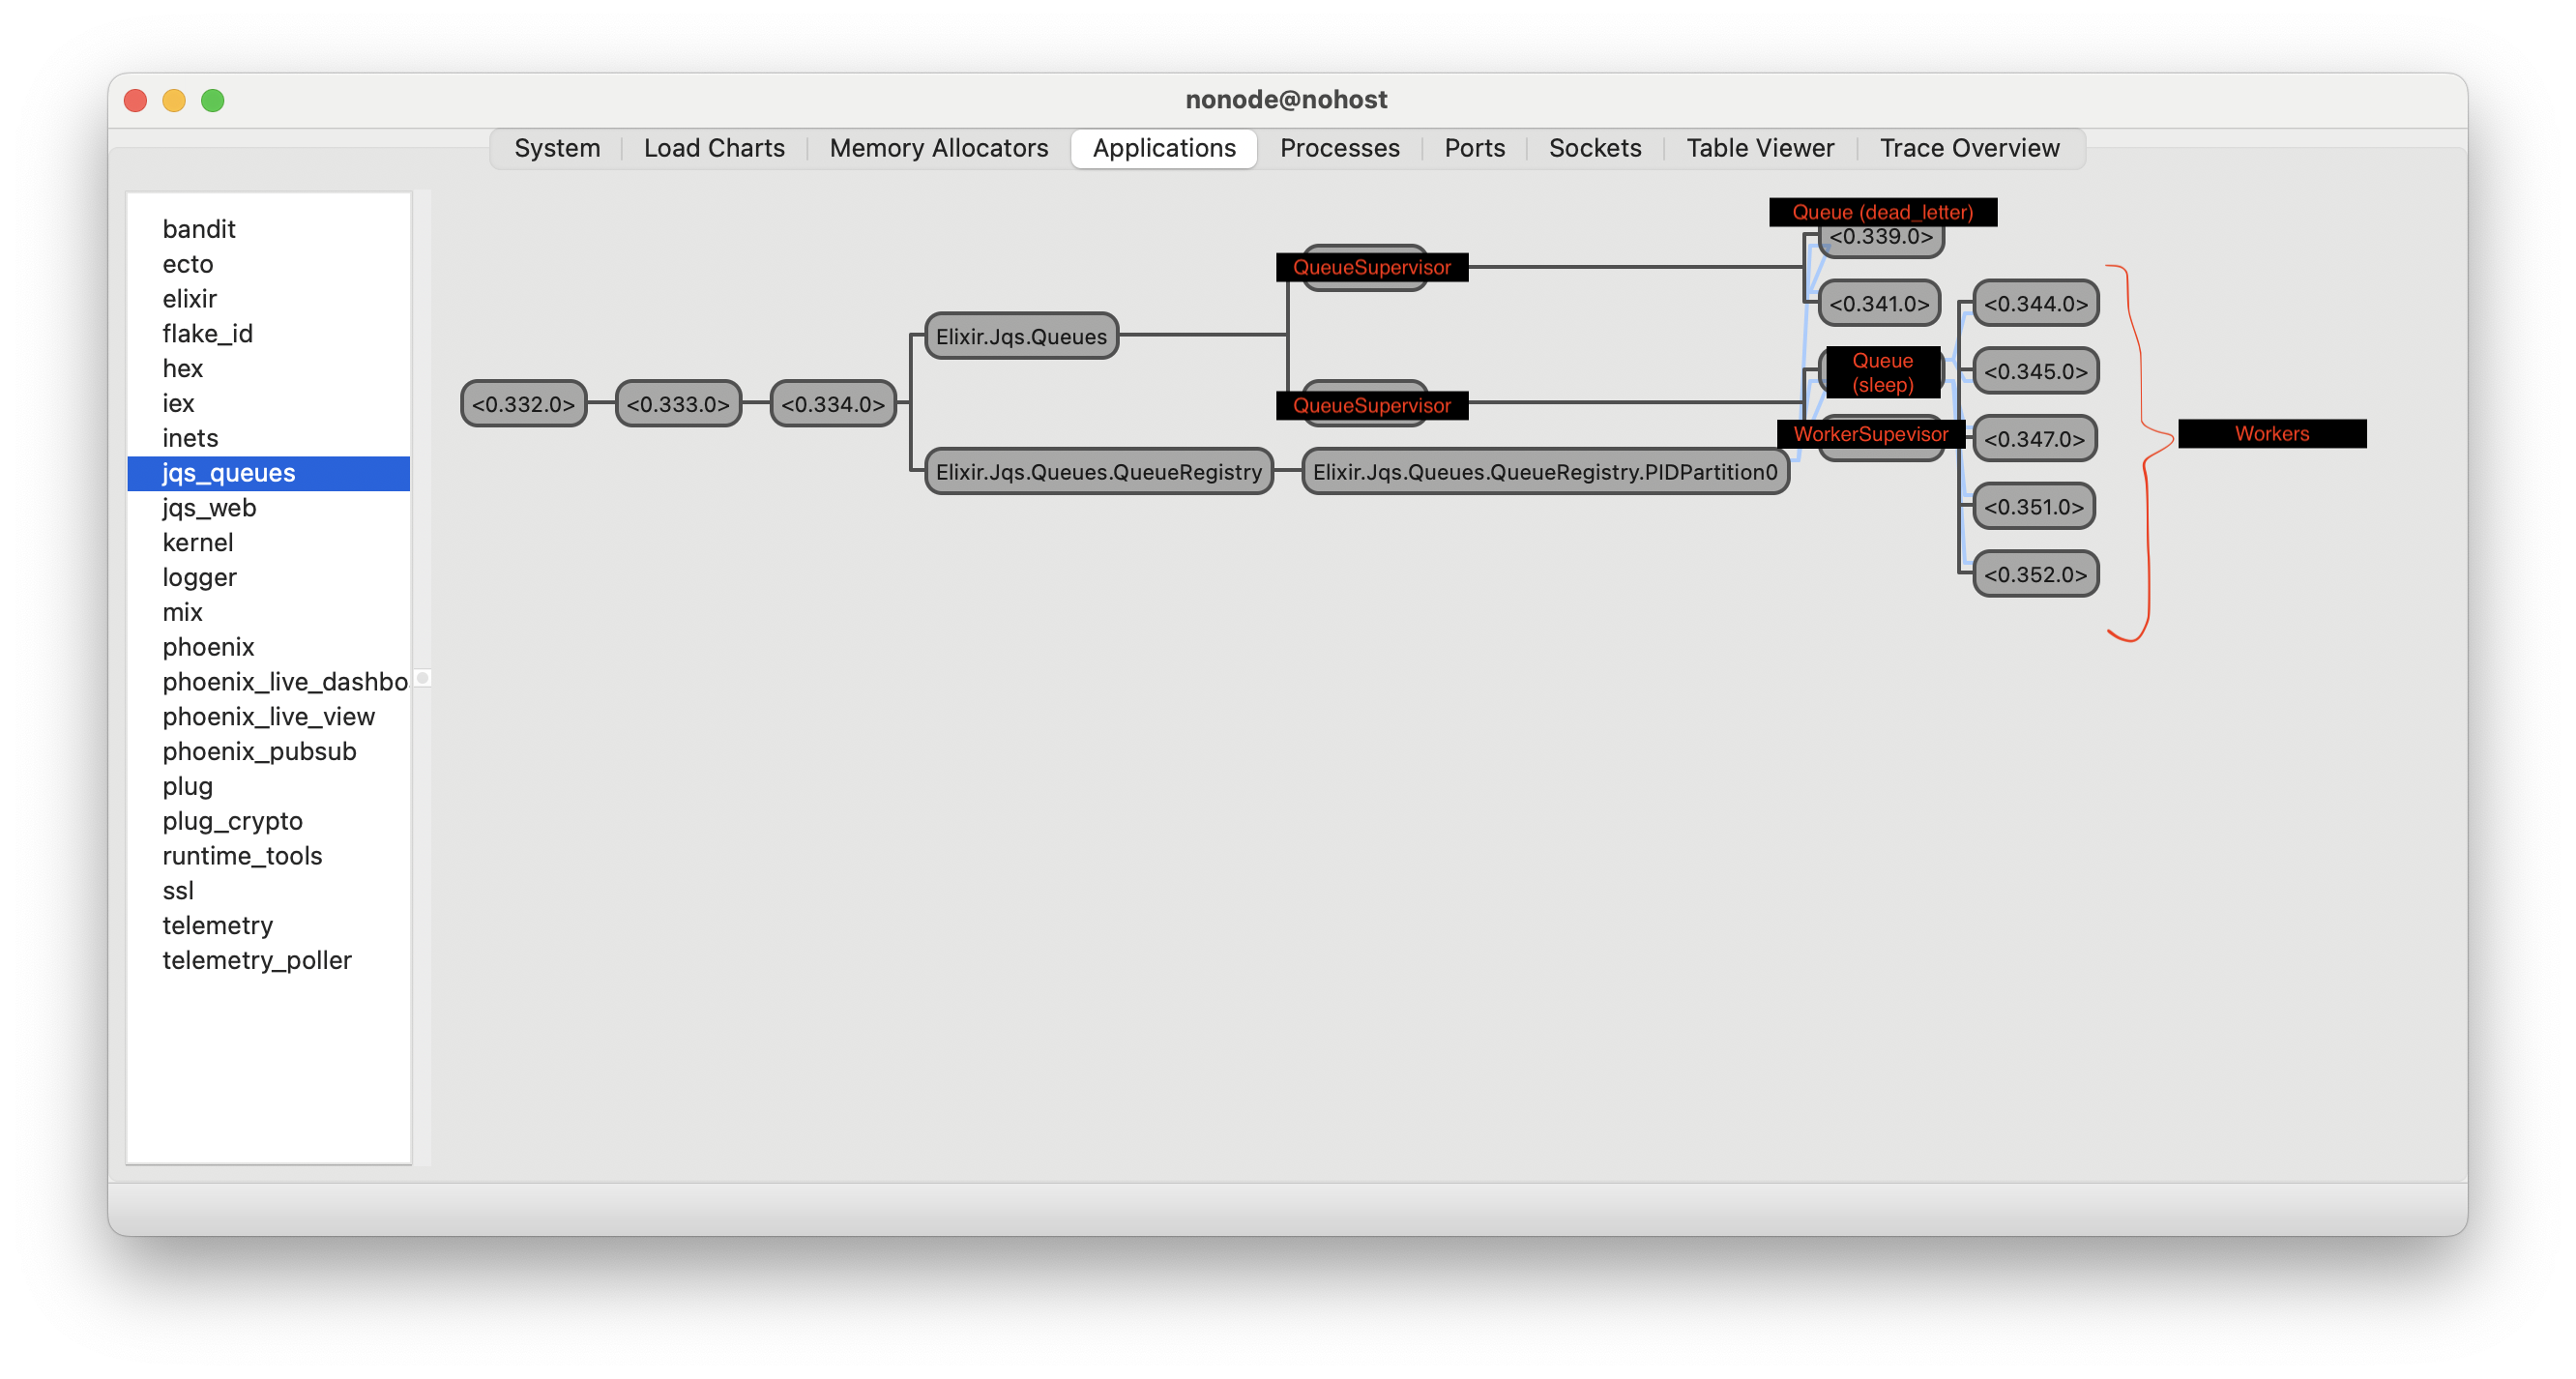 nonode@nohost
System
Load Charts
Memory Allocators
Applications
Processes
Ports
Sockets
Table Viewer
Trace Overview
bandit
ecto
elixir
flake_id
hex
iex
inets
jqs_queues
jqs_web
kernel
logger
mix
phoenix
phoenix_live_dashbo
phoenix_live_view
phoenix_pubsub
plug
plug_crypto
runtime_tools
ssl
telemetry
telemetry_poller
<0.332.0>
<0.333.0>
<0.334.0>
Elixir.Jqs.Queues
Elixir.Jqs.Queues.QueueRegistry
QueueSupervisor
QueueSupervisor
Elixir.Jqs.Queues.QueueRegistry.PIDPartition0
Queue (dead_letter)
<0.339.0>
<0.341.0>
Queue
(sleep)
WorkerSupevisor
<0.344.0>
<0.345.0>
<0.347.0>
<0.351.0>
<0.352.0>
Workers